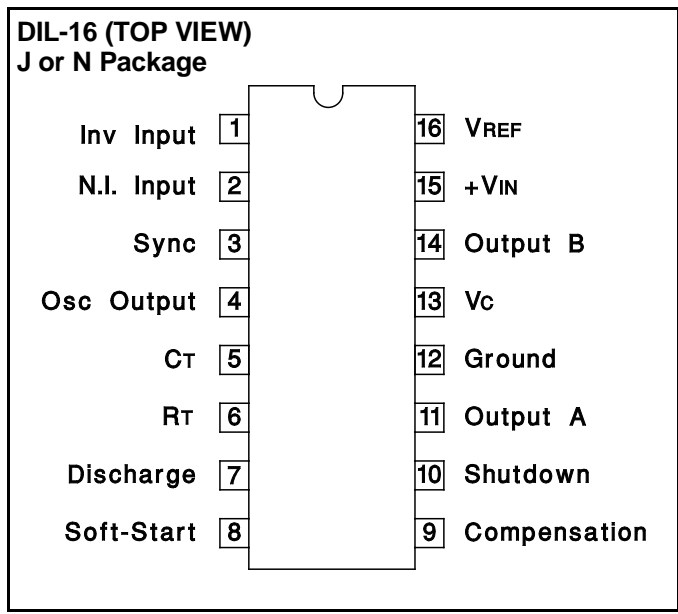 DIL-16 (TOP VIEW)
J or N Package
Inv Input 1 16 VREF
N.I. Input 2 15 +VIN
Sync 3 14 Output B
Osc Output 4 13 VC
CT 5 12 Ground
RT 6 11 Output A
Discharge 7 10 Shutdown
Soft-Start 8 9 Compensation